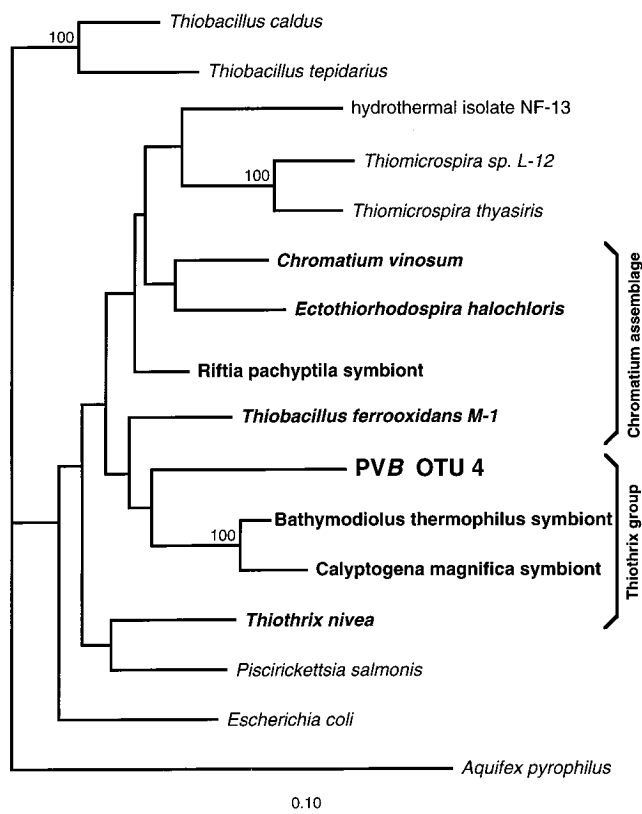 100
Thiobacillus caldus
Thiobacillus tepidarius
hydrothermal isolate NF-13
100
Thiomicrospira sp. L-12
Thiomicrospira thyasiris
Chromatium vinosum
Ectothiorhodospira halochloris
Riftia pachyptila symbiont
Thiobacillus ferrooxidans M-1
Chromatium assemblage
PVB OTU 4
100
Bathymodiolus thermophilus symbiont
Calyptogena magnifica symbiont
Thiothrix nivea
Thiothrix group
Piscirickettsia salmonis
Escherichia coli
Aquifex pyrophilus
0.10